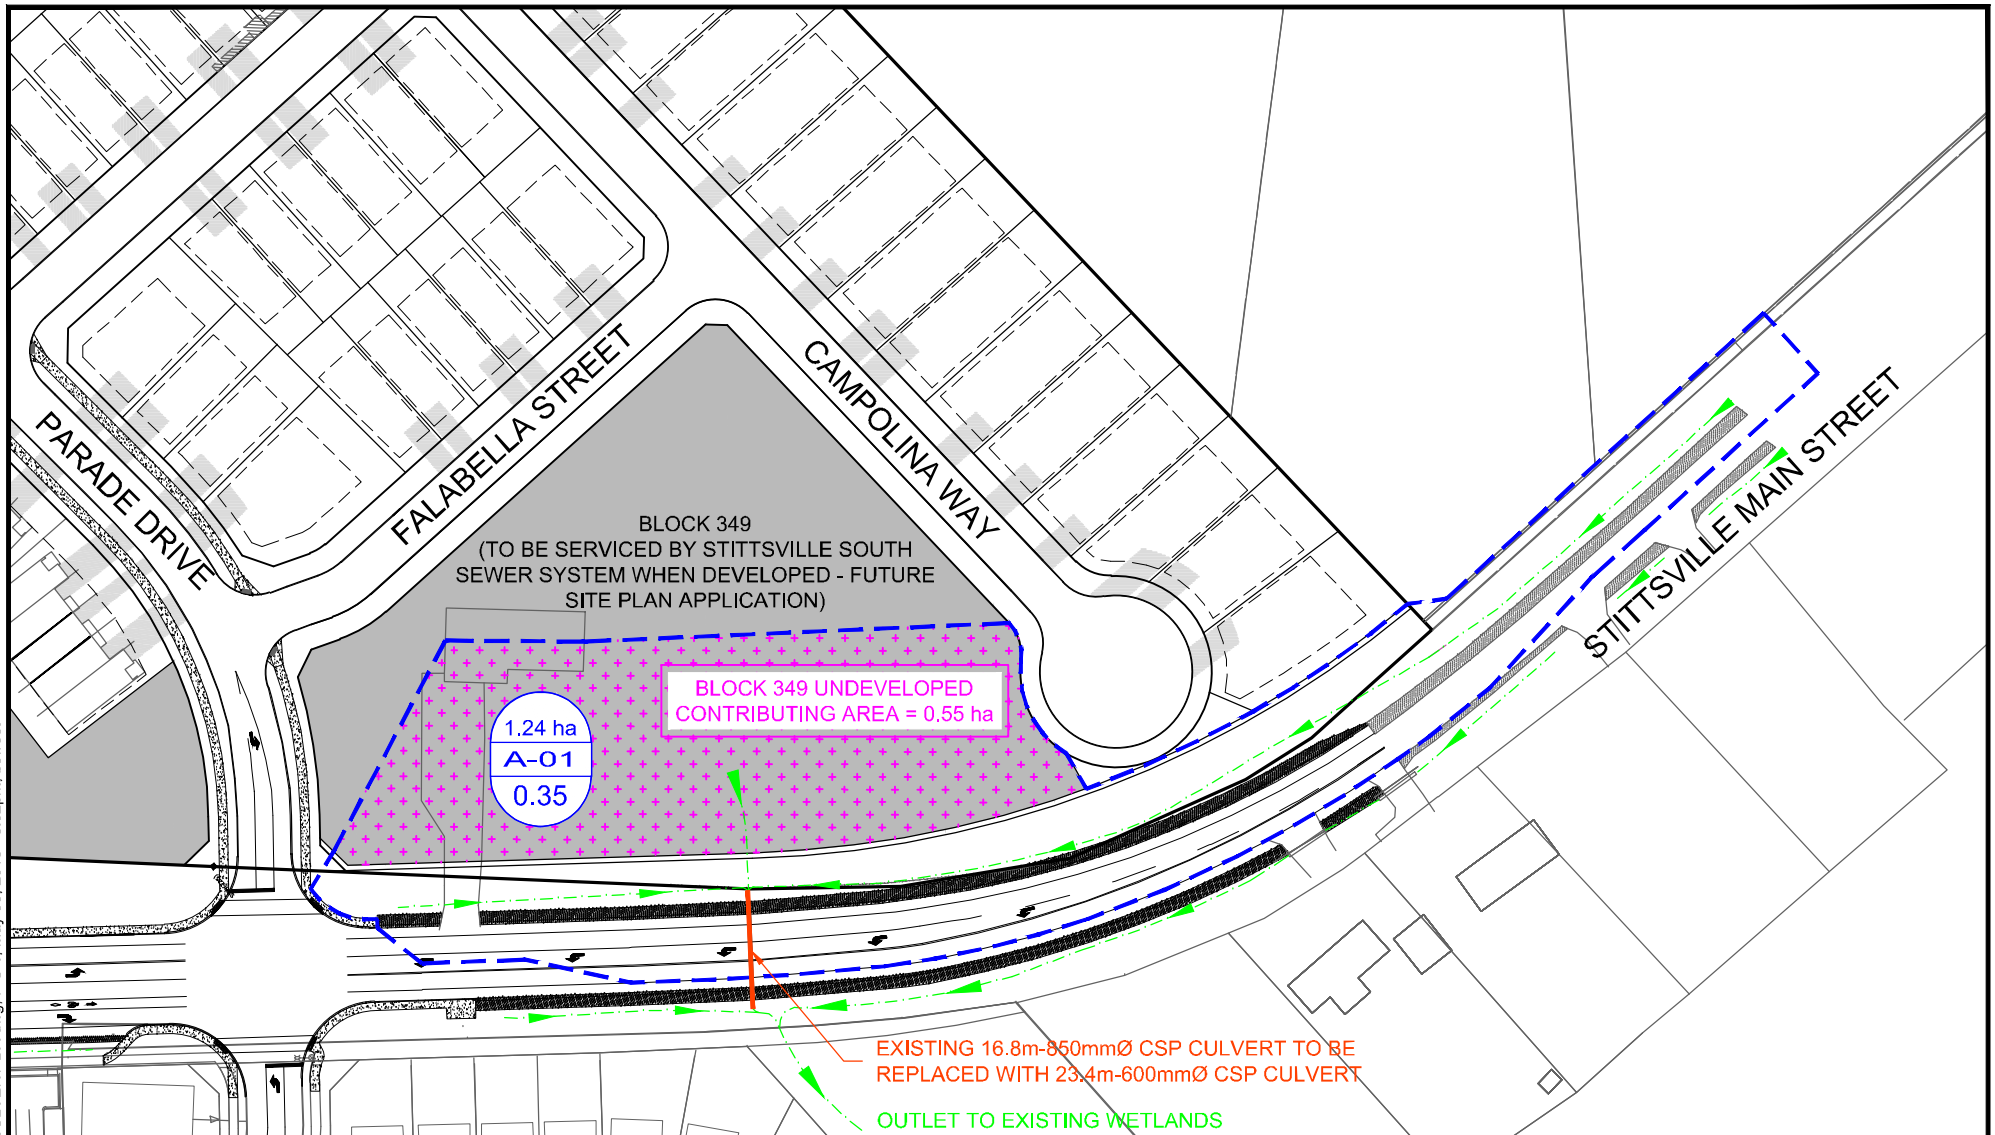 PARADE DRIVE
FALABELLA STREET
CAMPOLINA WAY
STITTSVILLE MAIN STREET
BLOCK 349
(TO BE SERVICED BY STITTSVILLE SOUTH
SEWER SYSTEM WHEN DEVELOPED - FUTURE
SITE PLAN APPLICATION)
BLOCK 349 UNDEVELOPED
CONTRIBUTING AREA = 0.55 ha
1.24 ha
A-01
0.35
EXISTING 16.8m-850mmØ CSP CULVERT TO BE
REPLACED WITH 23.4m-600mmØ CSP CULVERT
OUTLET TO EXISTING WETLANDS